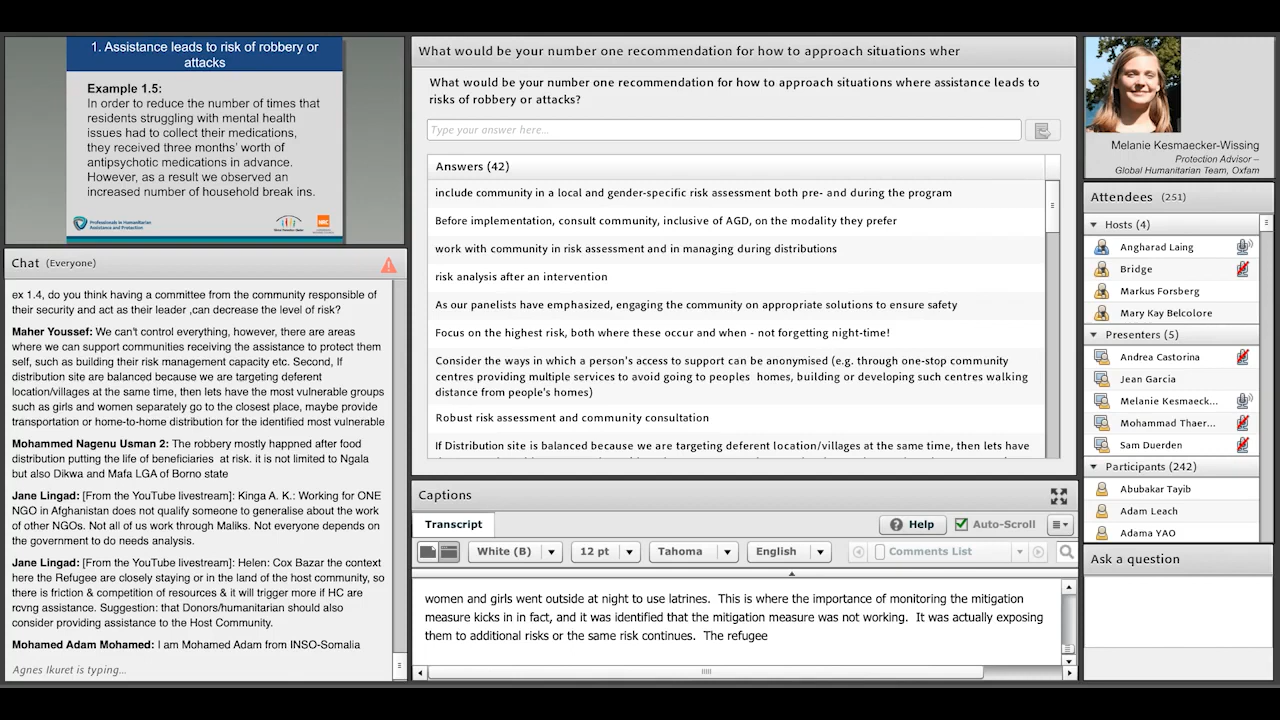 1. Assistance leads to risk of robbery or
attacks
Example 1.5:
In order to reduce the number of times that
residents struggling with mental health
issues had to collect their medications,
they received three months' worth of
antipsychotic medications in advance.
However, as a result we observed an
increased number of household break ins.
Professionals in Humanitarian
Assistance and Protection
NRC
Chat (Everyone)
ex 1.4, do you think having a committee from the community responsible of
their security and act as their leader ,can decrease the level of risk?
Maher Youssef: We can't control everything, however, there are areas
where we can support communities receiving the assistance to protect them
self, such as building their risk management capacity etc. Second, If
distribution site are balanced because we are targeting deferent
location/villages at the same time, then lets have the most vulnerable groups
such as girls and women separately go to the closest place, maybe provide
transportation or home-to-home distribution for the identified most vulnerable
Mohammed Nagenu Usman 2: The robbery mostly happned after food
distribution putting the life of beneficiaries at risk. it is not limited to Ngala
but also Dikwa and Mafa LGA of Borno state
Jane Lingad: [From the YouTube livestream]: Kinga A. K.: Working for ONE
NGO in Afghanistan does not qualify someone to generalise about the
work of other NGOs. Not all of us work through Maliks. Not everyone depends on
the government to do needs analysis.
Jane Lingad: [From the YouTube livestream]: Helen: Cox Bazar the context
here the Refugee are closely staying or in the land of the host community, so
there is friction & competition of resources & it will trigger more if HC are
rcvng assistance. Suggestion: that Donors/humanitarian should also
consider providing assistance to the Host Community.
Mohamed Adam Mohamed: I am Mohamed Adam from INSO-Somalia
Agnes Ikuret is typing...
What would be your number one recommendation for how to approach situations wher
What would be your number one recommendation for how to approach situations where assistance leads to
risks of robbery or attacks?
Type your answer here...
Answers (42)
include community in a local and gender-specific risk assessment both pre- and during the program
Before implementation, consult community, inclusive of AGD, on the modality they prefer
work with community in risk assessment and in managing during distributions
risk analysis after an intervention
As our panelists have emphasized, engaging the community on appropriate solutions to ensure safety
Focus on the highest risk, both where these occur and when - not forgetting night-time!
Consider the ways in which a person's access to support can be anonymised (e.g. through one-stop community
centres providing multiple services to avoid going to peoples homes, building or developing such centres walking
distance from people's homes)
Robust risk assessment and community consultation
If Distribution site is balanced because we are targeting deferent location/villages at the same time, then lets have
Captions
Transcript
Help
Auto-Scroll
White (B)
12 pt
Tahoma
English
Comments List
women and girls went outside at night to use latrines. This is where the importance of monitoring the mitigation
measure kicks in in fact, and it was identified that the mitigation measure was not working. It was actually exposing
them to additional risks or the same risk continues. The refugee
Melanie Kesmaecker-Wissing
Protection Advisor –
Global Humanitarian Team, Oxfam
Attendees (251)
Hosts (4)
Angharad Laing
Bridge
Markus Forsberg
Mary Kay Belcolore
Presenters (5)
Andrea Castorina
Jean Garcia
Melanie Kesmaeck...
Mohammad Thaer...
Sam Duerden
Participants (242)
Abubakar Tayib
Adam Leach
Adama YAO
Ask a question